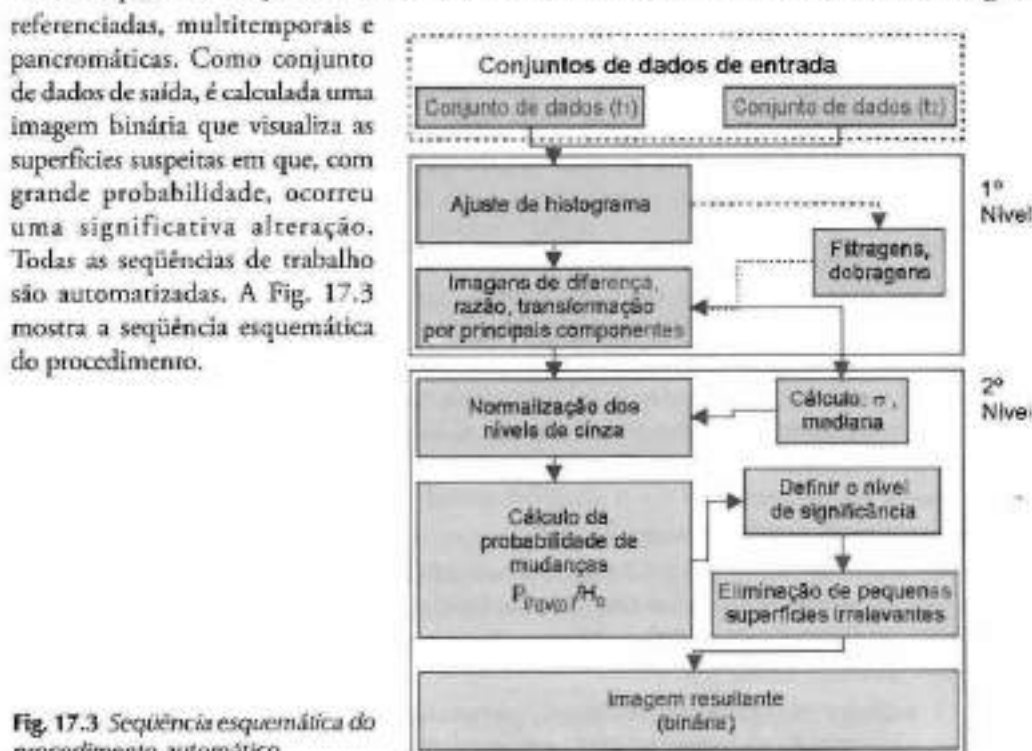 referenciadas, multitemporais e
pancromáticas. Como conjunto
de dados de saída, é calculada uma
imagem binária que visualiza as
superfícies suspeitas em que, com
grande probabilidade, ocorreu
uma significativa alteração.
Todas as seqüências de trabalho
são automatizadas. A Fig. 17.3
mostra a seqüência esquemática
do procedimento.
Conjuntos de dados de entrada
Conjunto de dados (t1)
Conjunto de dados (t2)
1º
Nível
Ajuste de histograma
Filtragens,
dobragens
Imagens de diferença,
razão, transformação
por principais componentes
2º
Nível
Normalização dos
níveis de cinza
Cálculo: σ,
mediana
Cálculo da
probabilidade de
mudanças
Definir o nível
de significância
Eliminação de pequenas
superfícies irrelevantes
Imagem resultante
(binária)
Fig. 17.3 Seqüência esquemática do
procedimento automático